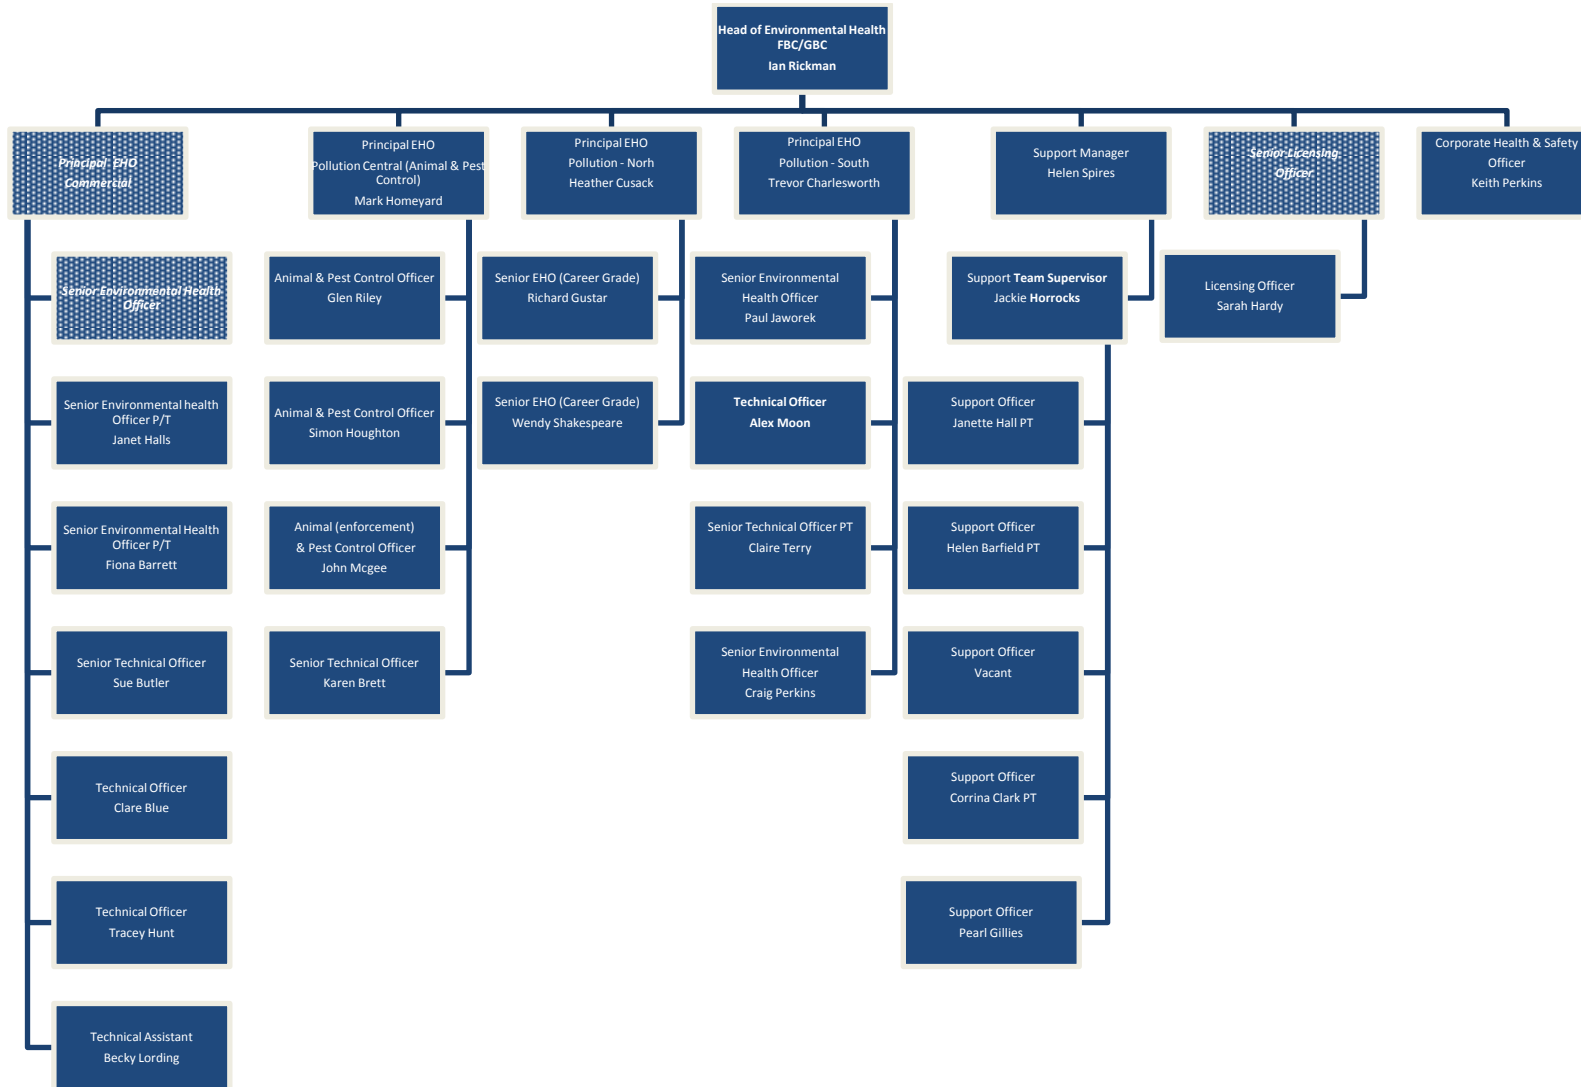 Head of Environmental Health
FBC/GBC
Ian Rickman
Principal EHO
Commercial
Principal EHO
Pollution Central (Animal & Pest
Control)
Mark Homeyard
Principal EHO
Pollution - Norh
Heather Cusack
Principal EHO
Pollution - South
Trevor Charlesworth
Support Manager
Helen Spires
Senior Licensing
Officer
Corporate Health & Safety
Officer
Keith Perkins
Senior Environmental Health
Officer
Animal & Pest Control Officer
Glen Riley
Senior EHO (Career Grade)
Richard Gustar
Senior Environmental
Health Officer
Paul Jaworek
Support Team Supervisor
Jackie Horrocks
Licensing Officer
Sarah Hardy
Senior Environmental health
Officer P/T
Janet Halls
Animal & Pest Control Officer
Simon Houghton
Senior EHO (Career Grade)
Wendy Shakespeare
Technical Officer
Alex Moon
Support Officer
Janette Hall PT
Senior Environmental Health
Officer P/T
Fiona Barrett
Animal (enforcement)
& Pest Control Officer
John Mcgee
Senior Technical Officer PT
Claire Terry
Support Officer
Helen Barfield PT
Senior Technical Officer
Sue Butler
Senior Technical Officer
Karen Brett
Senior Environmental
Health Officer
Craig Perkins
Support Officer
Vacant
Technical Officer
Clare Blue
Support Officer
Corrina Clark PT
Technical Officer
Tracey Hunt
Support Officer
Pearl Gillies
Technical Assistant
Becky Lording